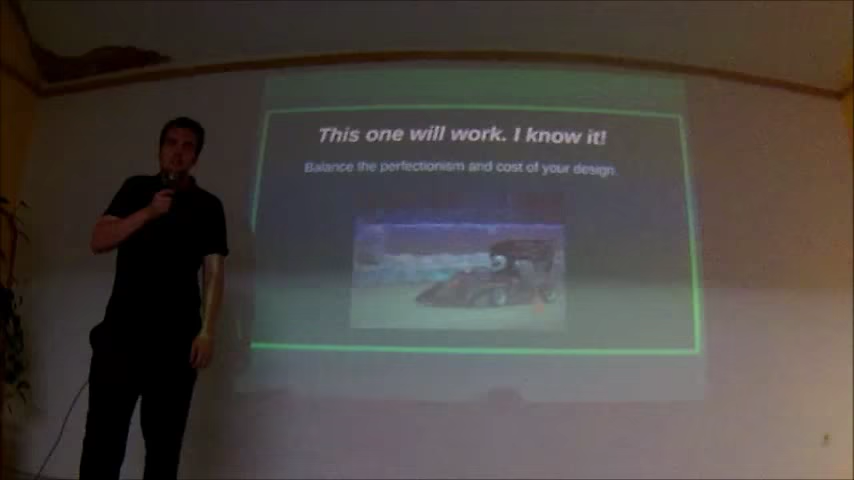 This one will work. I know it!
Balance the perfectionism and cost of your design.